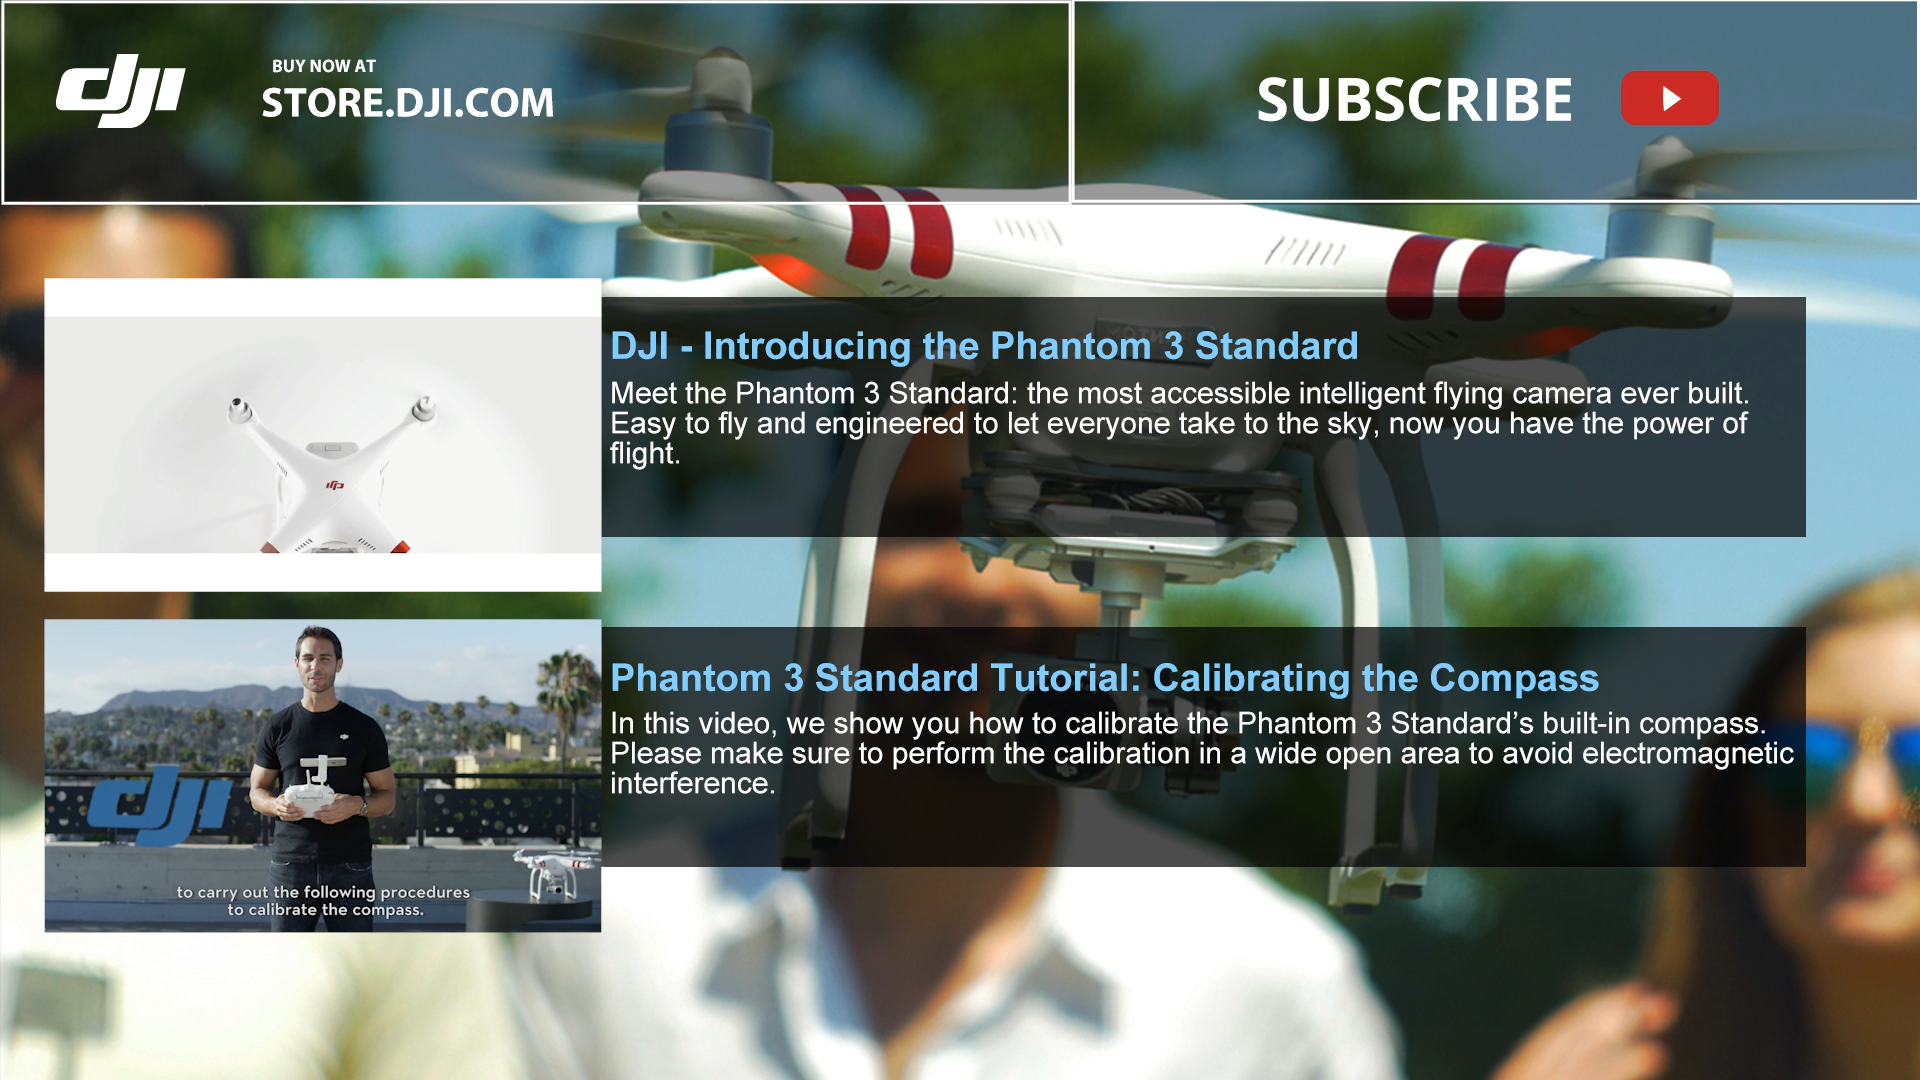 dji
BUY NOW AT
STORE.DJI.COM
SUBSCRIBE
DJI - Introducing the Phantom 3 Standard
Meet the Phantom 3 Standard: the most accessible intelligent flying camera ever built.
Easy to fly and engineered to let everyone take to the sky, now you have the power of
flight.
dji
Phantom 3 Standard Tutorial: Calibrating the Compass
In this video, we show you how to calibrate the Phantom 3 Standard’s built-in compass.
Please make sure to perform the calibration in a wide open area to avoid electromagnetic
interference.
dji
to carry out the following procedures
to calibrate the compass.